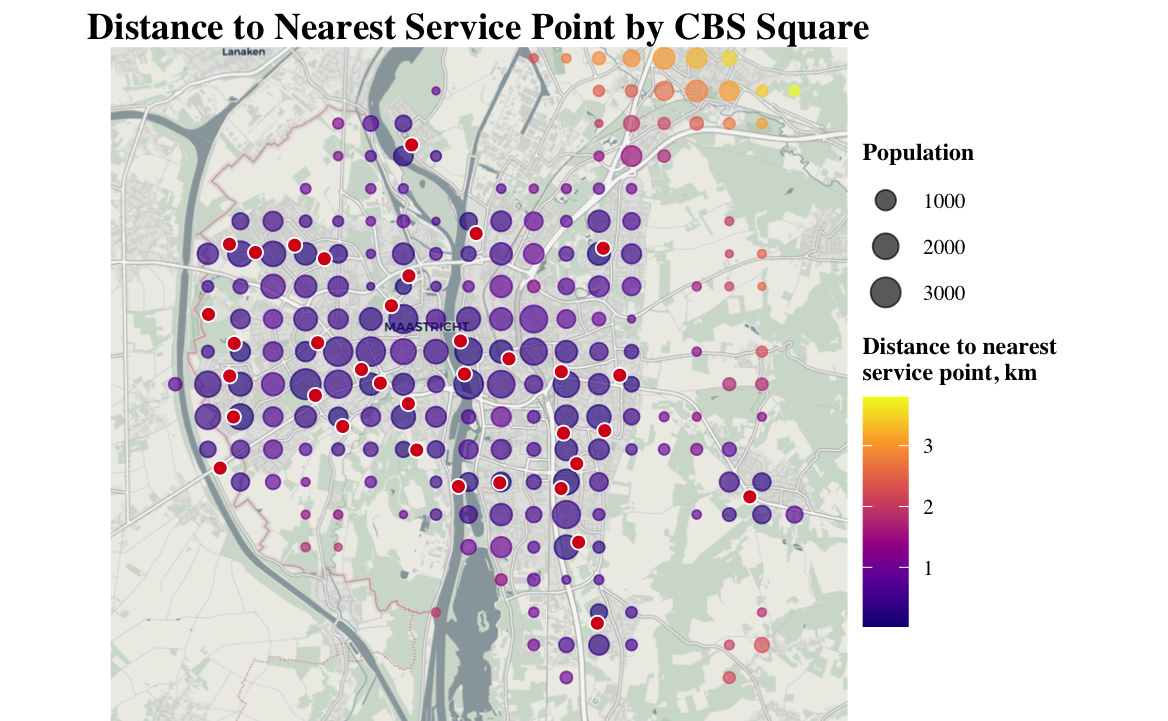 Distance to Nearest Service Point by CBS Square
Lanaken
MAASTRICHT
Population
1000
2000
3000
Distance to nearest
service point, km
3
2
1